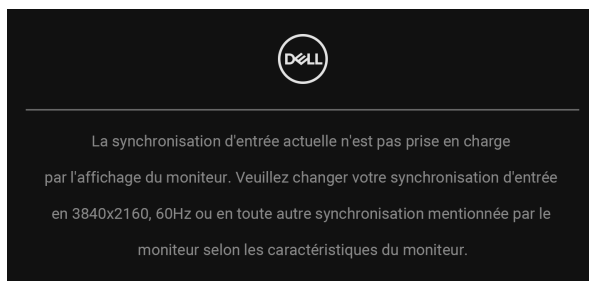 DELL
La synchronisation d'entrée actuelle n'est pas prise en charge
par l'affichage du moniteur. Veuillez changer votre synchronisation d'entrée
en 3840x2160, 60Hz ou en toute autre synchronisation mentionnée par le
moniteur selon les caractéristiques du moniteur.